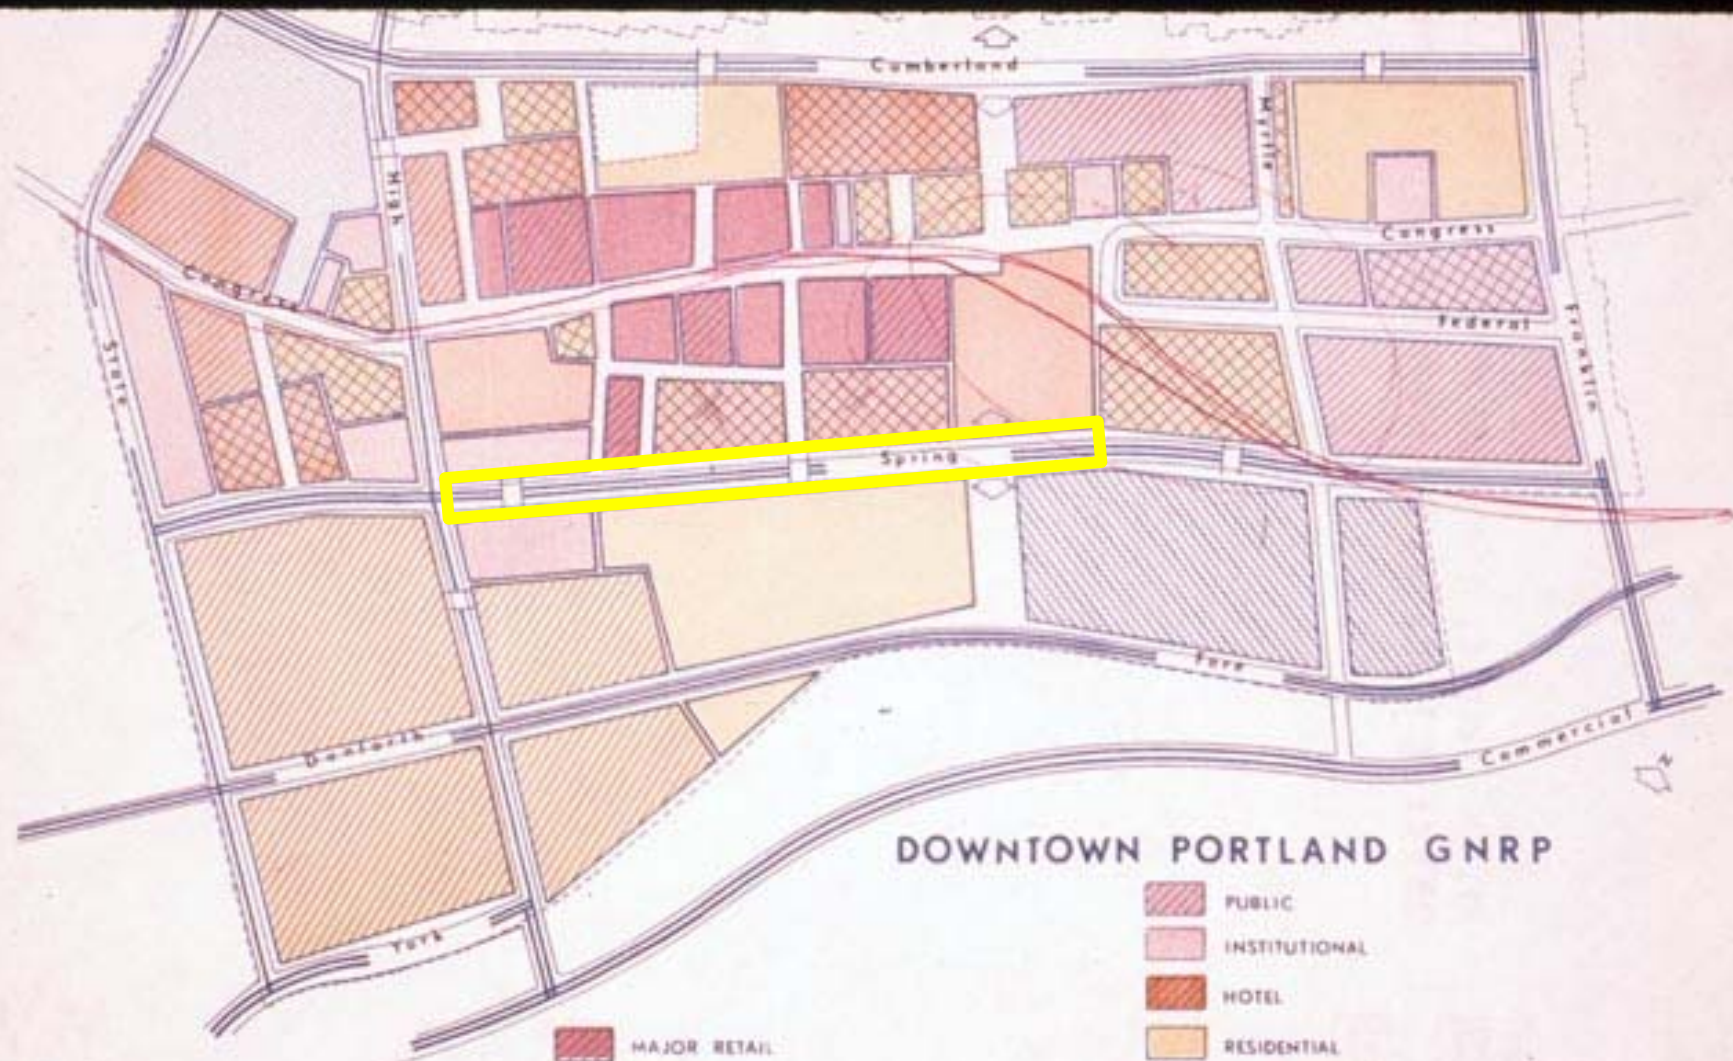 Cumberland
Myrtle
High
Congress
Congress
Federal
Franklin
State
Spring
Fore
Danforth
Commercial
N
York
DOWNTOWN PORTLAND GNRP
PUBLIC
INSTITUTIONAL
HOTEL
MAJOR RETAIL
RESIDENTIAL